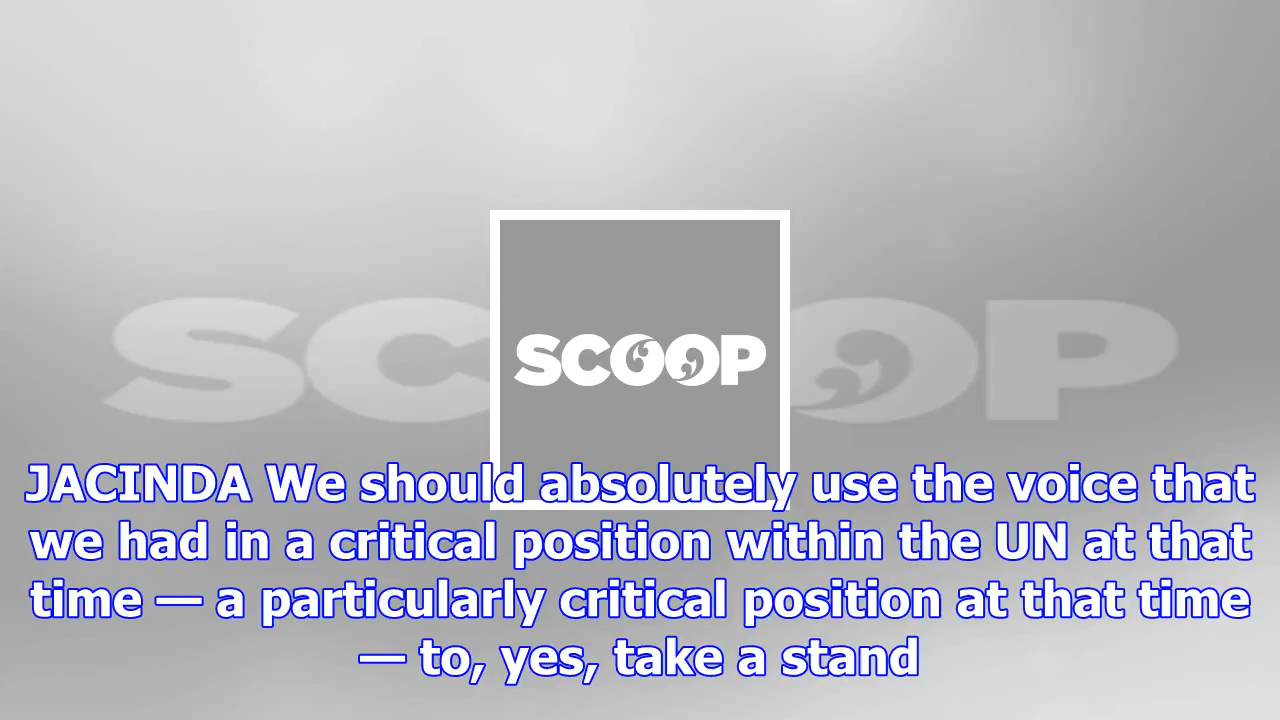 SCOOP
SCOOP
JACINDA We should absolutely use the voice that
we had in a critical position within the UN at that
time — a particularly critical position at that time
— to, yes, take a stand